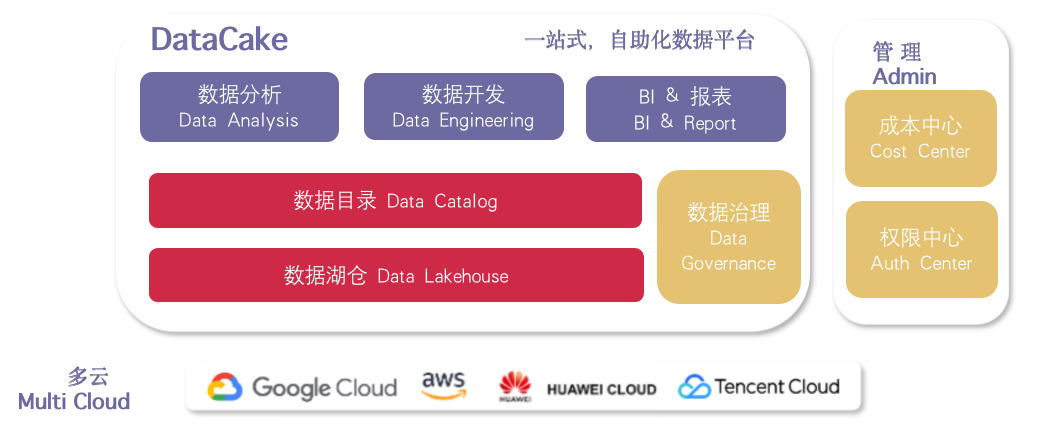 DataCake
一站式，自助化数据平台
数据分析
Data Analysis
数据开发
Data Engineering
BI & 报表
BI & Report
数据目录 Data Catalog
数据湖仓 Data Lakehouse
数据治理
Data
Governance
管 理
Admin
成本中心
Cost Center
权限中心
Auth Center
多云
Multi Cloud
Google Cloud
aws
HUAWEI
HUAWEI CLOUD
Tencent Cloud